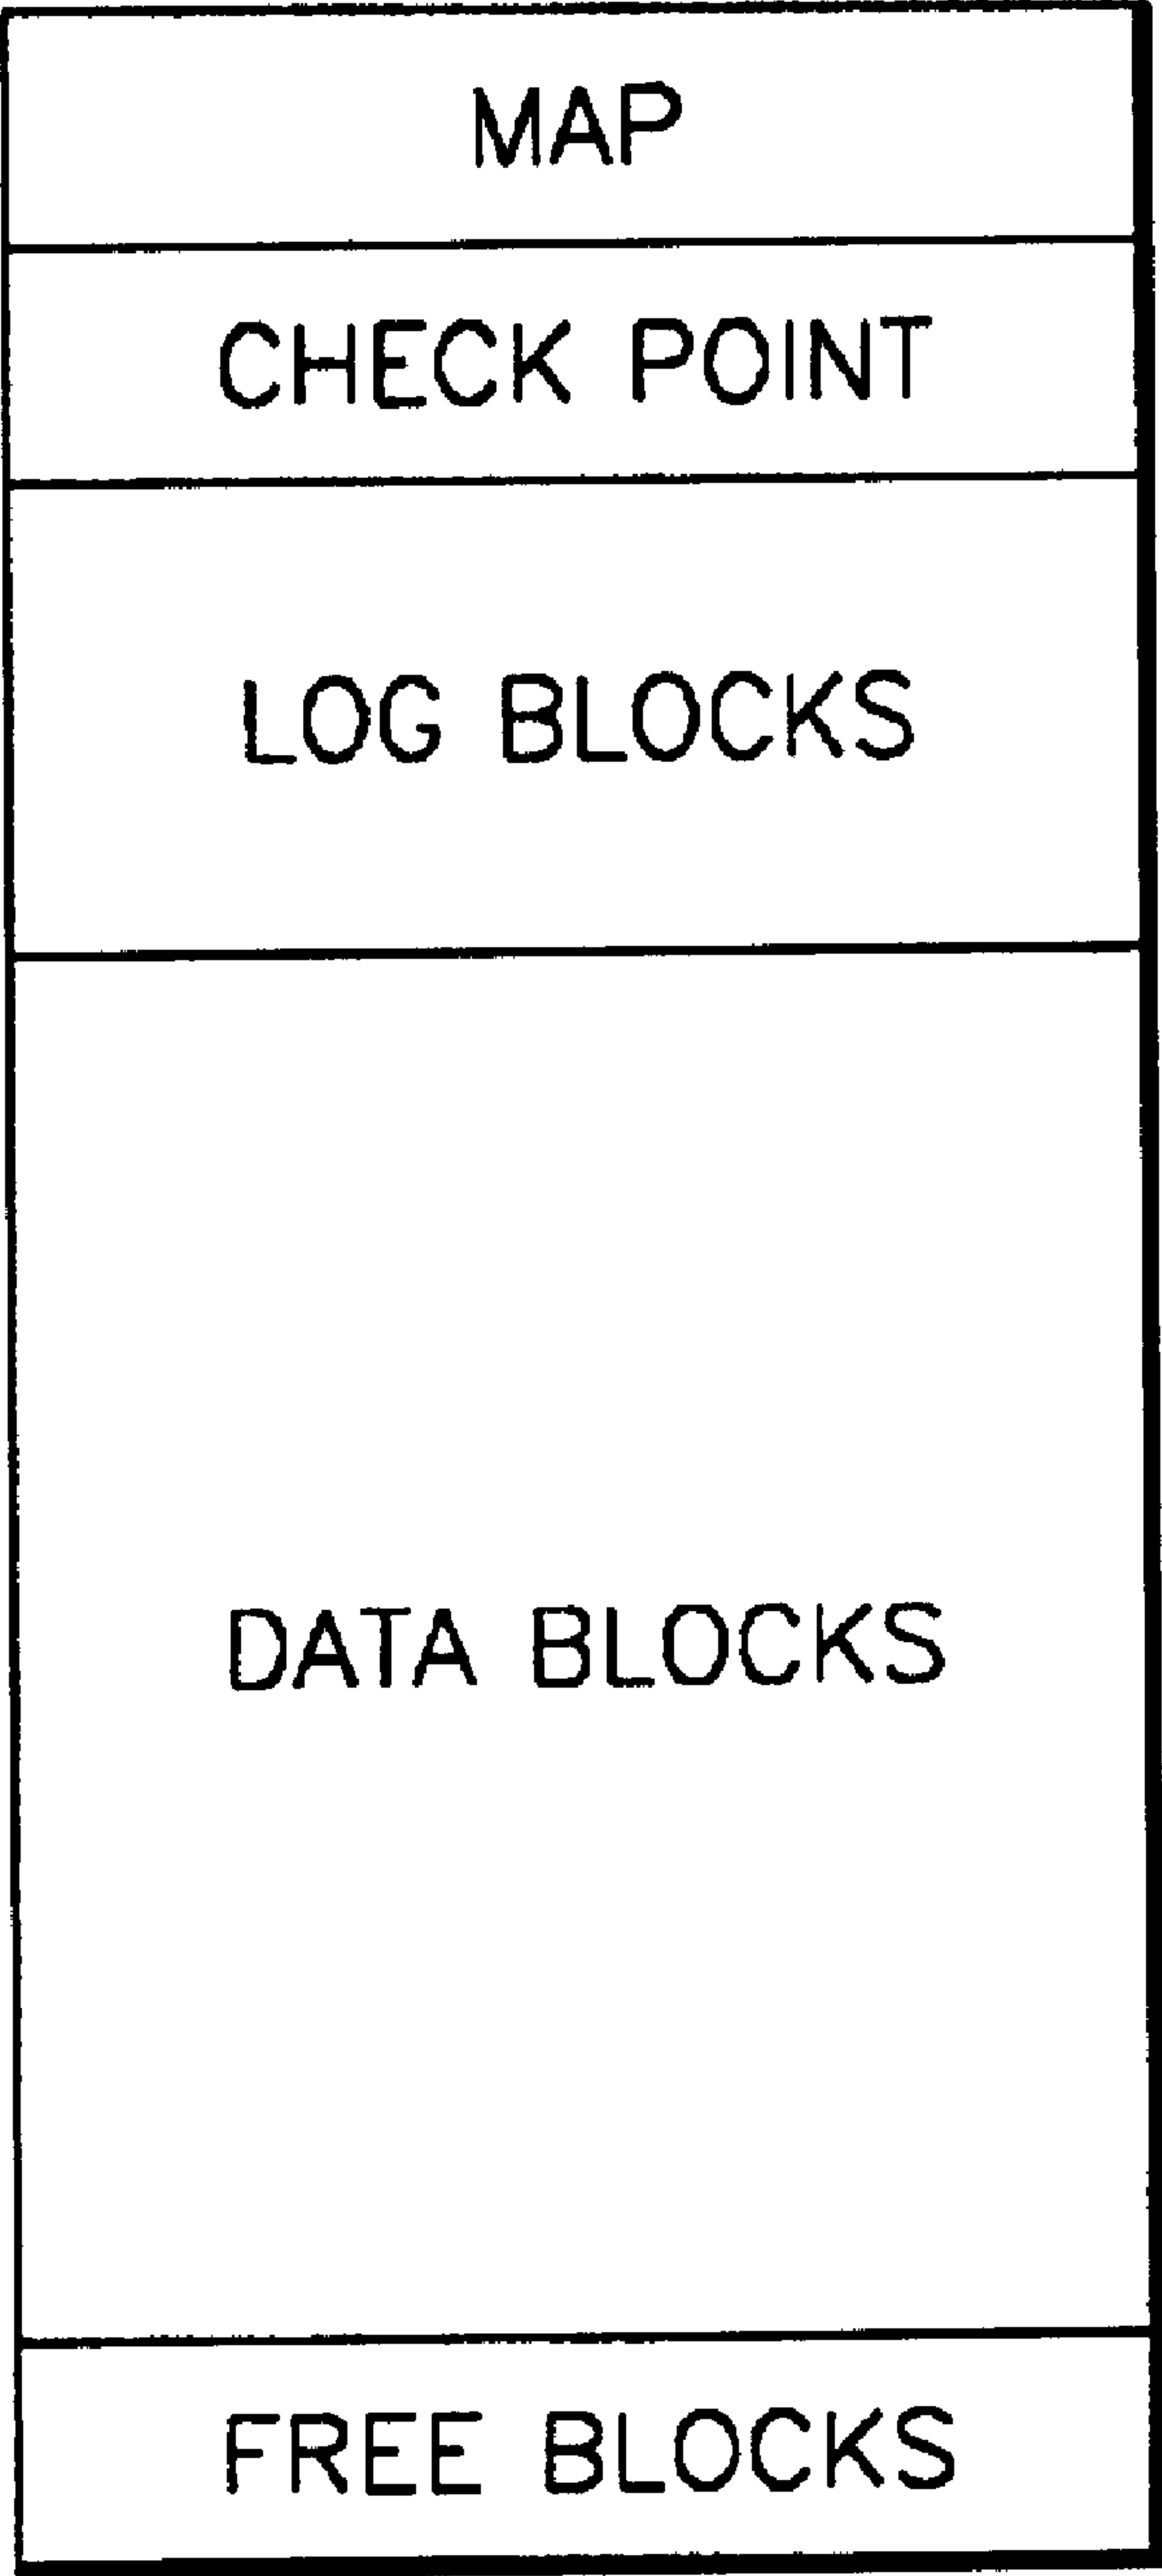 MAP
CHECK POINT
LOG BLOCKS
DATA BLOCKS
FREE BLOCKS